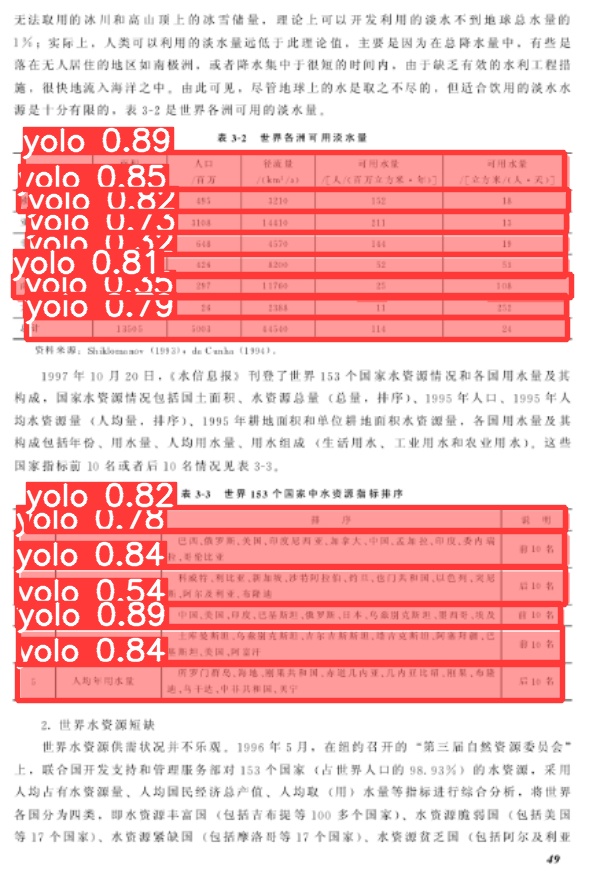 无法取用的冰川和高山顶上的冰雪储量，理论上可以开发利用的淡水不到地球总水量的
1%；实际上，人类可以利用的淡水量远低于此理论值，主要是因为在总降水量中，有些是
落在无人居住的地区如南极洲，或者降水集中于很短的时间内，由于缺乏有效的水利工程措
施，很快地流入海洋之中。由此可见，尽管地球上的水是取之不尽的，但适合饮用的淡水水
源是十分有限的，表 3-2 是世界各洲可用的淡水量。
表 3-2 世界各洲可用淡水量
yolo 0.89
人口 径流量 可用水量 可用水量
yolo 0.85 /百万 /(km³/a) /[人/(百万立方米·年)] /[立方米/(人·天)]
yolo 0.82 495 3210 152 18
yolo 0.73 3108 14410 211 13
yolo 0.32 648 4570 144 19
yolo 0.81 426 8200 52 53
yolo 0.35 297 11760 25 108
yolo 0.79 26 2388 11 252
计 13505 5003 44540 114 24
资料来源：Shiklomanov (1993)，da Cunha (1994)。
1997 年 10 月 20 日，《水信息报》刊登了世界 153 个国家水资源情况和各国用水量及其
构成，国家水资源情况包括国土面积、水资源总量（总量，排序）、1995 年人口、1995 年人
均水资源量（人均量，排序）、1995 年耕地面积和单位耕地面积水资源量，各国用水量及其
构成包括年份、用水量、人均用水量、用水组成（生活用水、工业用水和农业用水）。这些
国家指标前 10 名或者后 10 名情况见表 3-3。
表 3-3 世界 153 个国家中水资源指标排序
yolo 0.82
yolo 0.78 排 序 说 明
yolo 0.84 巴西、俄罗斯、美国、印度尼西亚、加拿大、中国、孟加拉、印度、委内瑞
拉、哥伦比亚 前 10 名
yolo 0.54 科威特、利比亚、新加坡、沙特阿拉伯、约旦、也门共和国、以色列、突尼
斯、阿尔及利亚、布隆迪 后 10 名
yolo 0.89 中国、美国、印度、巴基斯坦、俄罗斯、日本、乌兹别克斯坦、墨西哥、埃及 前 10 名
yolo 0.84 土库曼斯坦、乌兹别克斯坦、吉尔吉斯斯坦、塔吉克斯坦、阿塞拜疆、巴
基斯坦、美国、阿富汗 前 10 名
5 人均年用水量 所罗门群岛、海地、刚果共和国、赤道几内亚、几内亚比绍、刚果、布隆
迪、乌干达、中非共和国、贝宁 后 10 名
2. 世界水资源短缺
世界水资源供需状况并不乐观。1996 年 5 月，在纽约召开的“第三届自然资源委员会”
上，联合国开发支持和管理服务部对 153 个国家（占世界人口的 98.93%）的水资源，采用
人均占有水资源量、人均国民经济总产值、人均取（用）水量等指标进行综合分析，将世界
各国分为四类，即水资源丰富国（包括吉布提等 100 多个国家）、水资源脆弱国（包括美国
等 17 个国家）、水资源紧缺国（包括摩洛哥等 17 个国家）、水资源贫乏国（包括阿尔及利亚
49